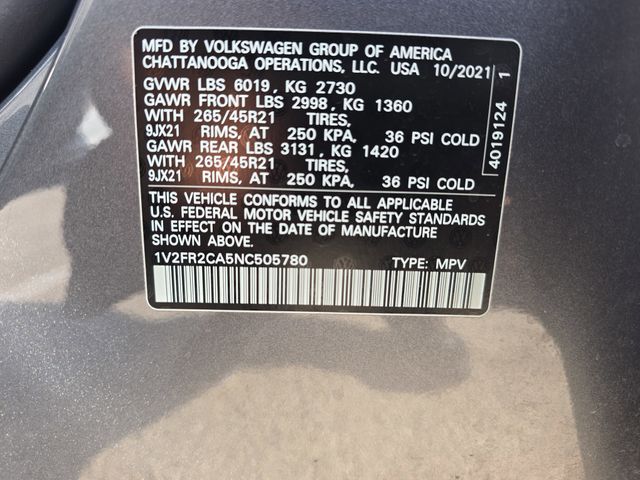 MFD BY VOLKSWAGEN GROUP OF AMERICA
CHATTANOOGA OPERATIONS, LLC. USA 10/2021
GVWR LBS 6019, KG 2730
GAWR FRONT LBS 2998, KG 1360
WITH 265/45R21 TIRES,
9JX21 RIMS, AT 250 KPA, 36 PSI COLD
GAWR REAR LBS 3131, KG 1420
WITH 265/45R21 TIRES,
9JX21 RIMS, AT 250 KPA, 36 PSI COLD
4019124 1
THIS VEHICLE CONFORMS TO ALL APPLICABLE
U.S. FEDERAL MOTOR VEHICLE SAFETY STANDARDS
IN EFFECT ON THE DATE OF MANUFACTURE
SHOWN ABOVE.
1V2FR2CA5NC505780 TYPE: MPV